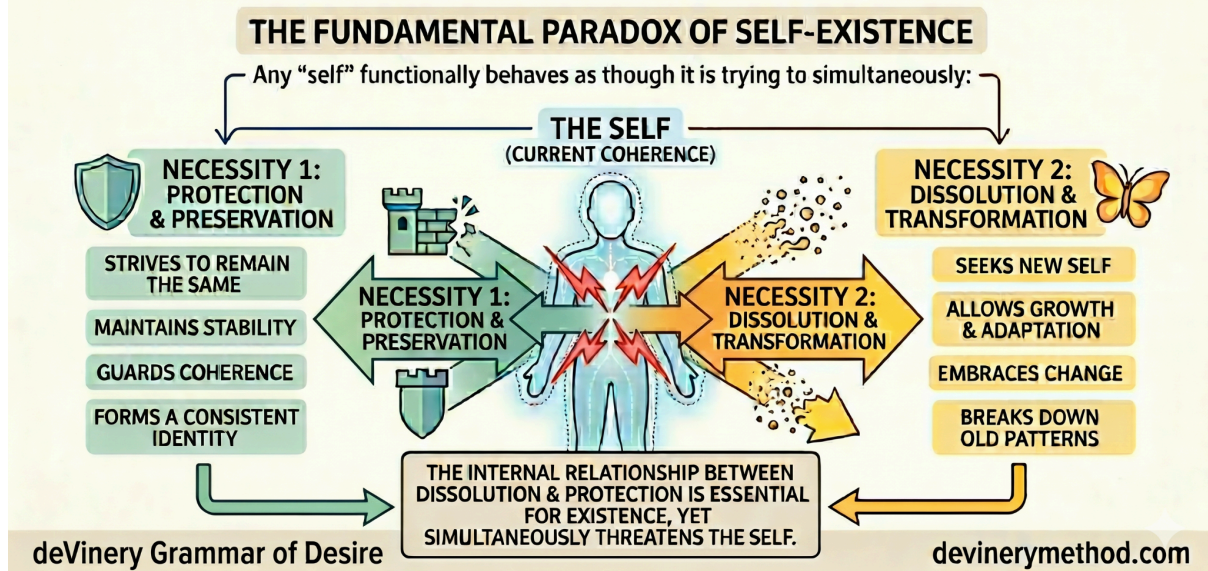 THE FUNDAMENTAL PARADOX OF SELF-EXISTENCE
Any “self” functionally behaves as though it is trying to simultaneously:
THE SELF
(CURRENT COHERENCE)
NECESSITY 1:
PROTECTION
& PRESERVATION
STRIVES TO REMAIN
THE SAME
MAINTAINS STABILITY
GUARDS COHERENCE
FORMS A CONSISTENT
IDENTITY
NECESSITY 1:
PROTECTION &
PRESERVATION
NECESSITY 2:
DISSOLUTION &
TRANSFORMATION
NECESSITY 2:
DISSOLUTION &
TRANSFORMATION
SEEKS NEW SELF
ALLOWS GROWTH
& ADAPTATION
EMBRACES CHANGE
BREAKS DOWN
OLD PATTERNS
THE INTERNAL RELATIONSHIP BETWEEN
DISSOLUTION & PROTECTION IS ESSENTIAL
FOR EXISTENCE, YET
SIMULTANEOUSLY THREATENS THE SELF.
deVinery Grammar of Desire
devinerymethod.com